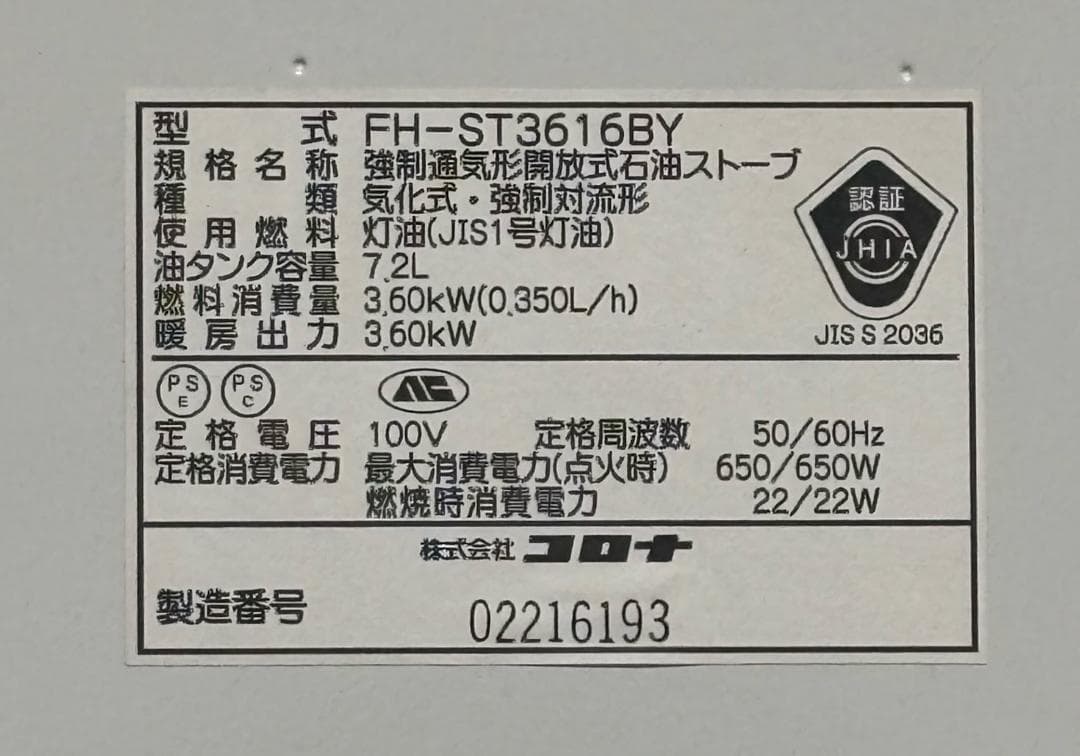 型式 FH-ST3616BY
規格名称 強制通気形開放式石油ストーブ
種類 気化式・強制対流形
使用燃料 灯油(JIS1号灯油)
油タンク容量 7.2L
燃料消費量 3.60kW(0.350L/h)
暖房出力 3.60kW
認証
JHIA
JIS S 2036
PS E PS C
定格電圧 100V 定格周波数 50/60Hz
定格消費電力 最大消費電力(点火時) 650/650W
燃焼時消費電力 22/22W
株式会社コロナ
製造番号 02216193